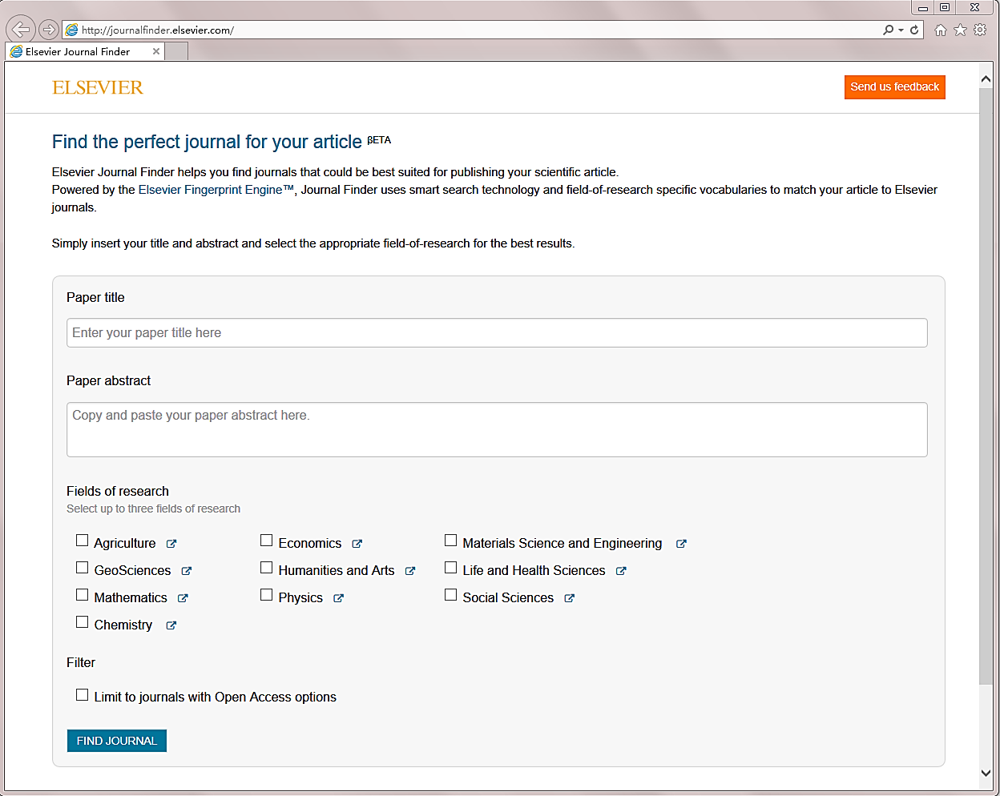 http://journalfinder.elsevier.com/
Elsevier Journal Finder
ELSEVIER
Send us feedback
Find the perfect journal for your article βETA
Elsevier Journal Finder helps you find journals that could be best suited for publishing your scientific article.
Powered by the Elsevier Fingerprint Engine™, Journal Finder uses smart search technology and field-of-research specific vocabularies to match your article to Elsevier
journals.
Simply insert your title and abstract and select the appropriate field-of-research for the best results.
Paper title
Enter your paper title here
Paper abstract
Copy and paste your paper abstract here.
Fields of research
Select up to three fields of research
Agriculture Economics Materials Science and Engineering
GeoSciences Humanities and Arts Life and Health Sciences
Mathematics Physics Social Sciences
Chemistry
Filter
Limit to journals with Open Access options
FIND JOURNAL